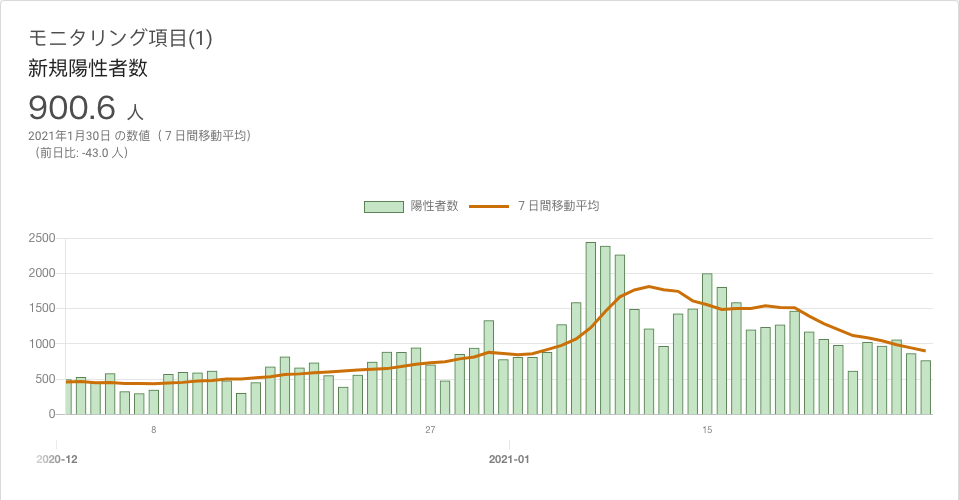 モニタリング項目(1)
新規陽性者数
900.6 人
2021年1月30日 の数値（７日間移動平均）
（前日比: -43.0 人）
陽性者数 ７日間移動平均
2500
2000
1500
1000
500
0
8 27 15
2020-12 2021-01